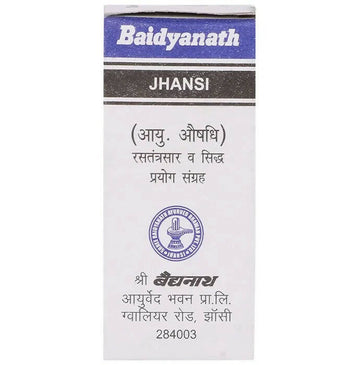 Baidyanath
JHANSI
(आयु. औषधि)
रसतंत्रसार व सिद्ध
प्रयोग संग्रह
श्री बैद्यनाथ
आयुर्वेद भवन प्रा.लि.
ग्वालियर रोड, झाँसी
284003